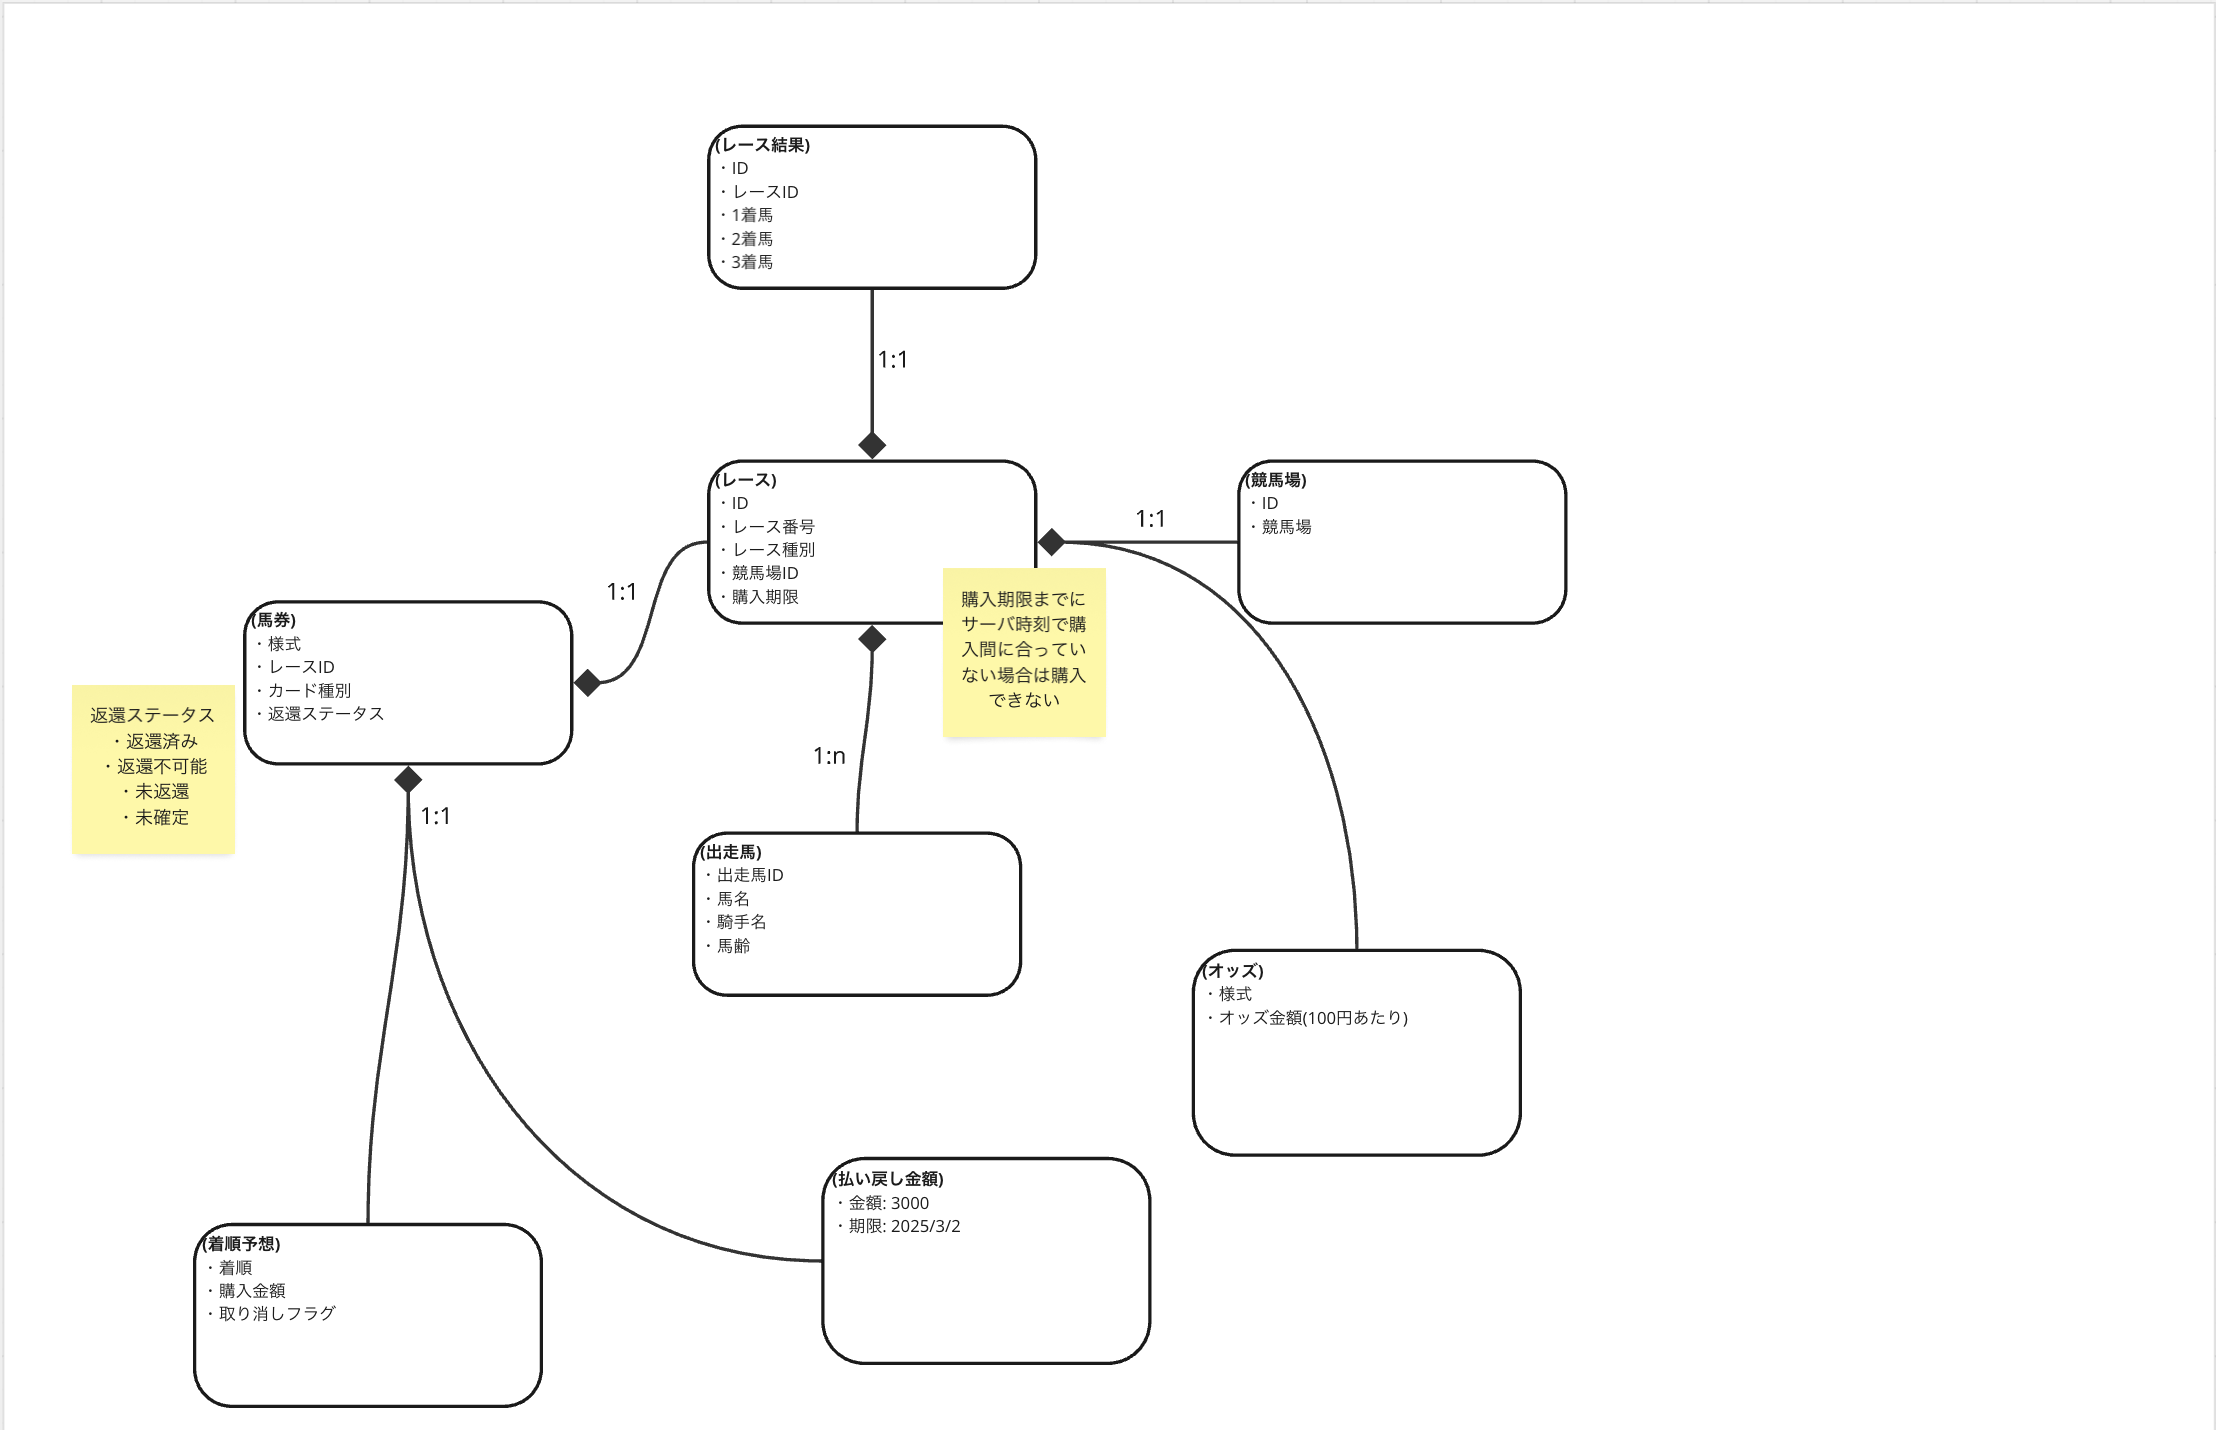 (レース結果)
・ID
・レースID
・1着馬
・2着馬
・3着馬
1:1
(レース)
・ID
・レース番号
・レース種別
・競馬場ID
・購入期限
1:1
(競馬場)
・ID
・競馬場
購入期限までに
サーバ時刻で購
入間に合ってい
ない場合は購入
できない
1:1
(馬券)
・様式
・レースID
・カード種別
・返還ステータス
返還ステータス
・返還済み
・返還不可能
・未返還
・未確定
1:1
1:n
(出走馬)
・出走馬ID
・馬名
・騎手名
・馬齢
(オッズ)
・様式
・オッズ金額(100円あたり)
(払い戻し金額)
・金額: 3000
・期限: 2025/3/2
(着順予想)
・着順
・購入金額
・取り消しフラグ